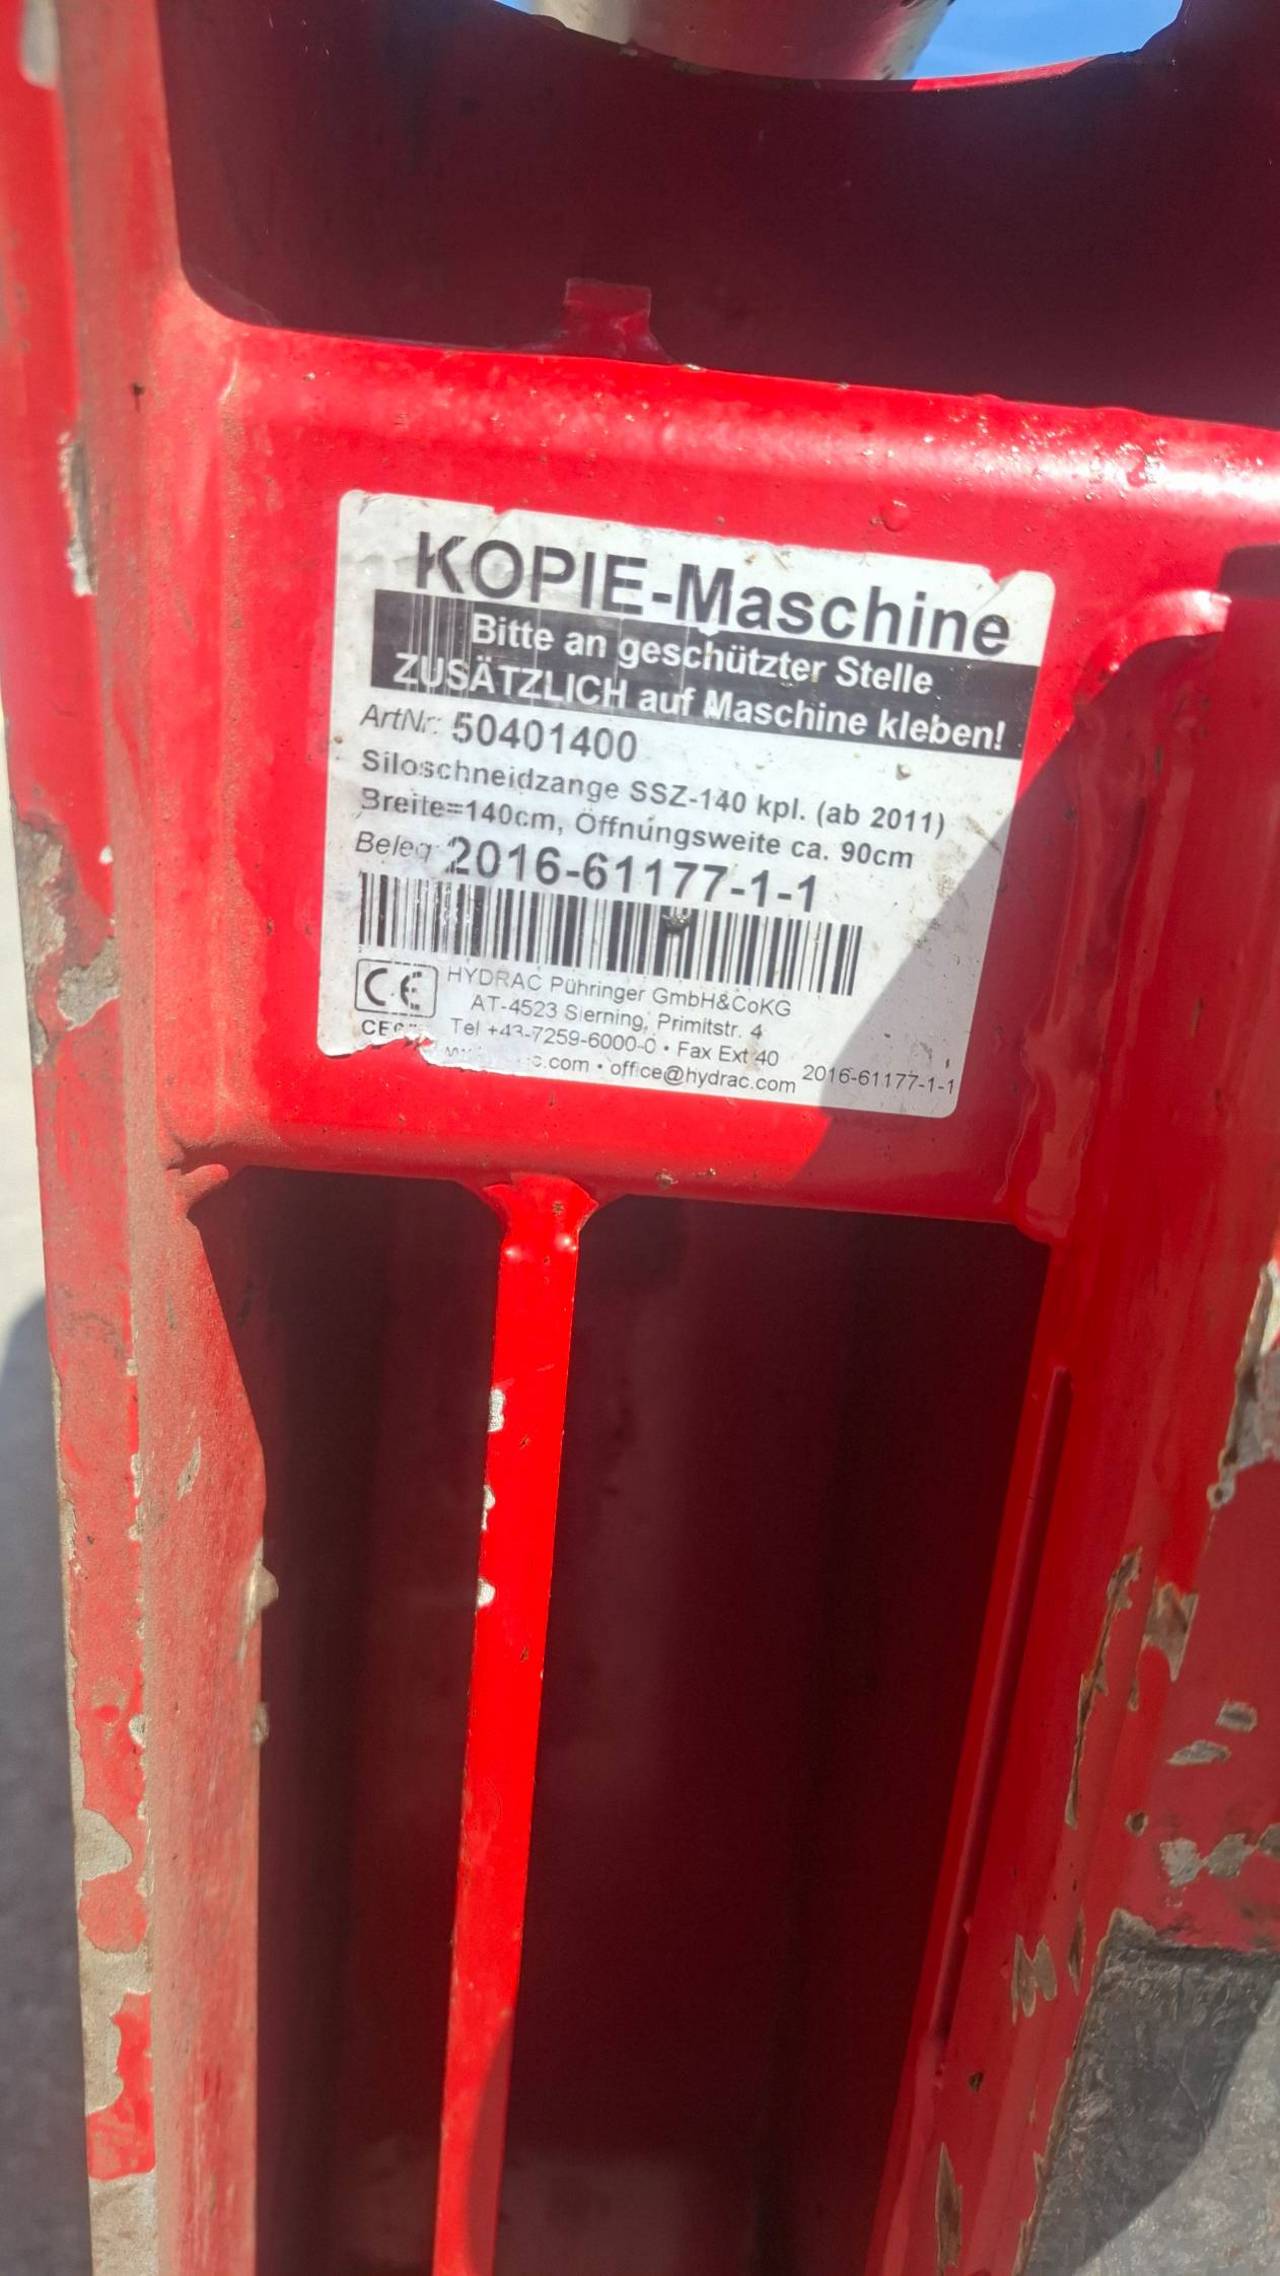 KOPIE-Maschine
Bitte an geschützter Stelle
ZUSÄTZLICH auf Maschine kleben!
ArtNr: 50401400
Siloschneidzange SSZ-140 kpl. (ab 2011)
Breite=140cm, Öffnungsweite ca. 90cm
Beleg: 2016-61177-1-1
CE HYDRAC Pühringer GmbH&CoKG
AT-4523 Sierning, Primitstr. 4
Tel +43-7259-6000-0 • Fax Ext 40
• office@hydrac.com 2016-61177-1-1